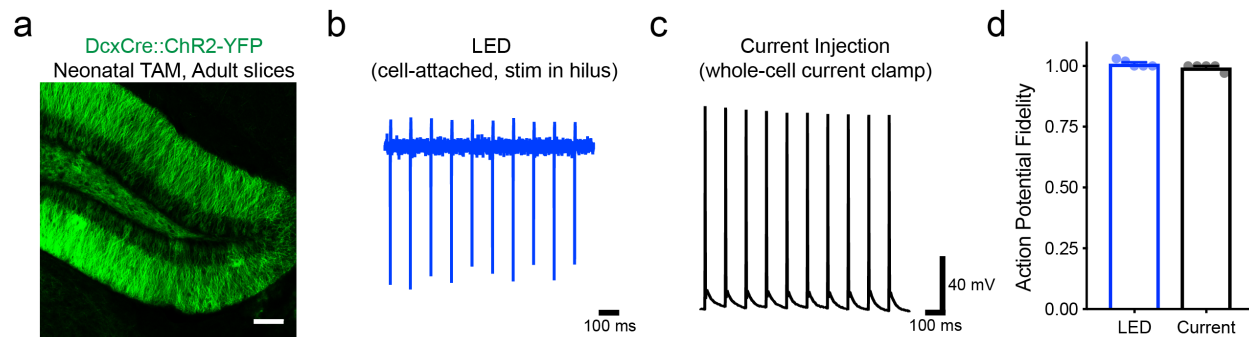 a
DcxCre::ChR2-YFP
Neonatal TAM, Adult slices
b
LED
(cell-attached, stim in hilus)
100 ms
c
Current Injection
(whole-cell current clamp)
40 mV
100 ms
d
Action Potential Fidelity
1.00
0.75
0.50
0.25
0.00
LED
Current